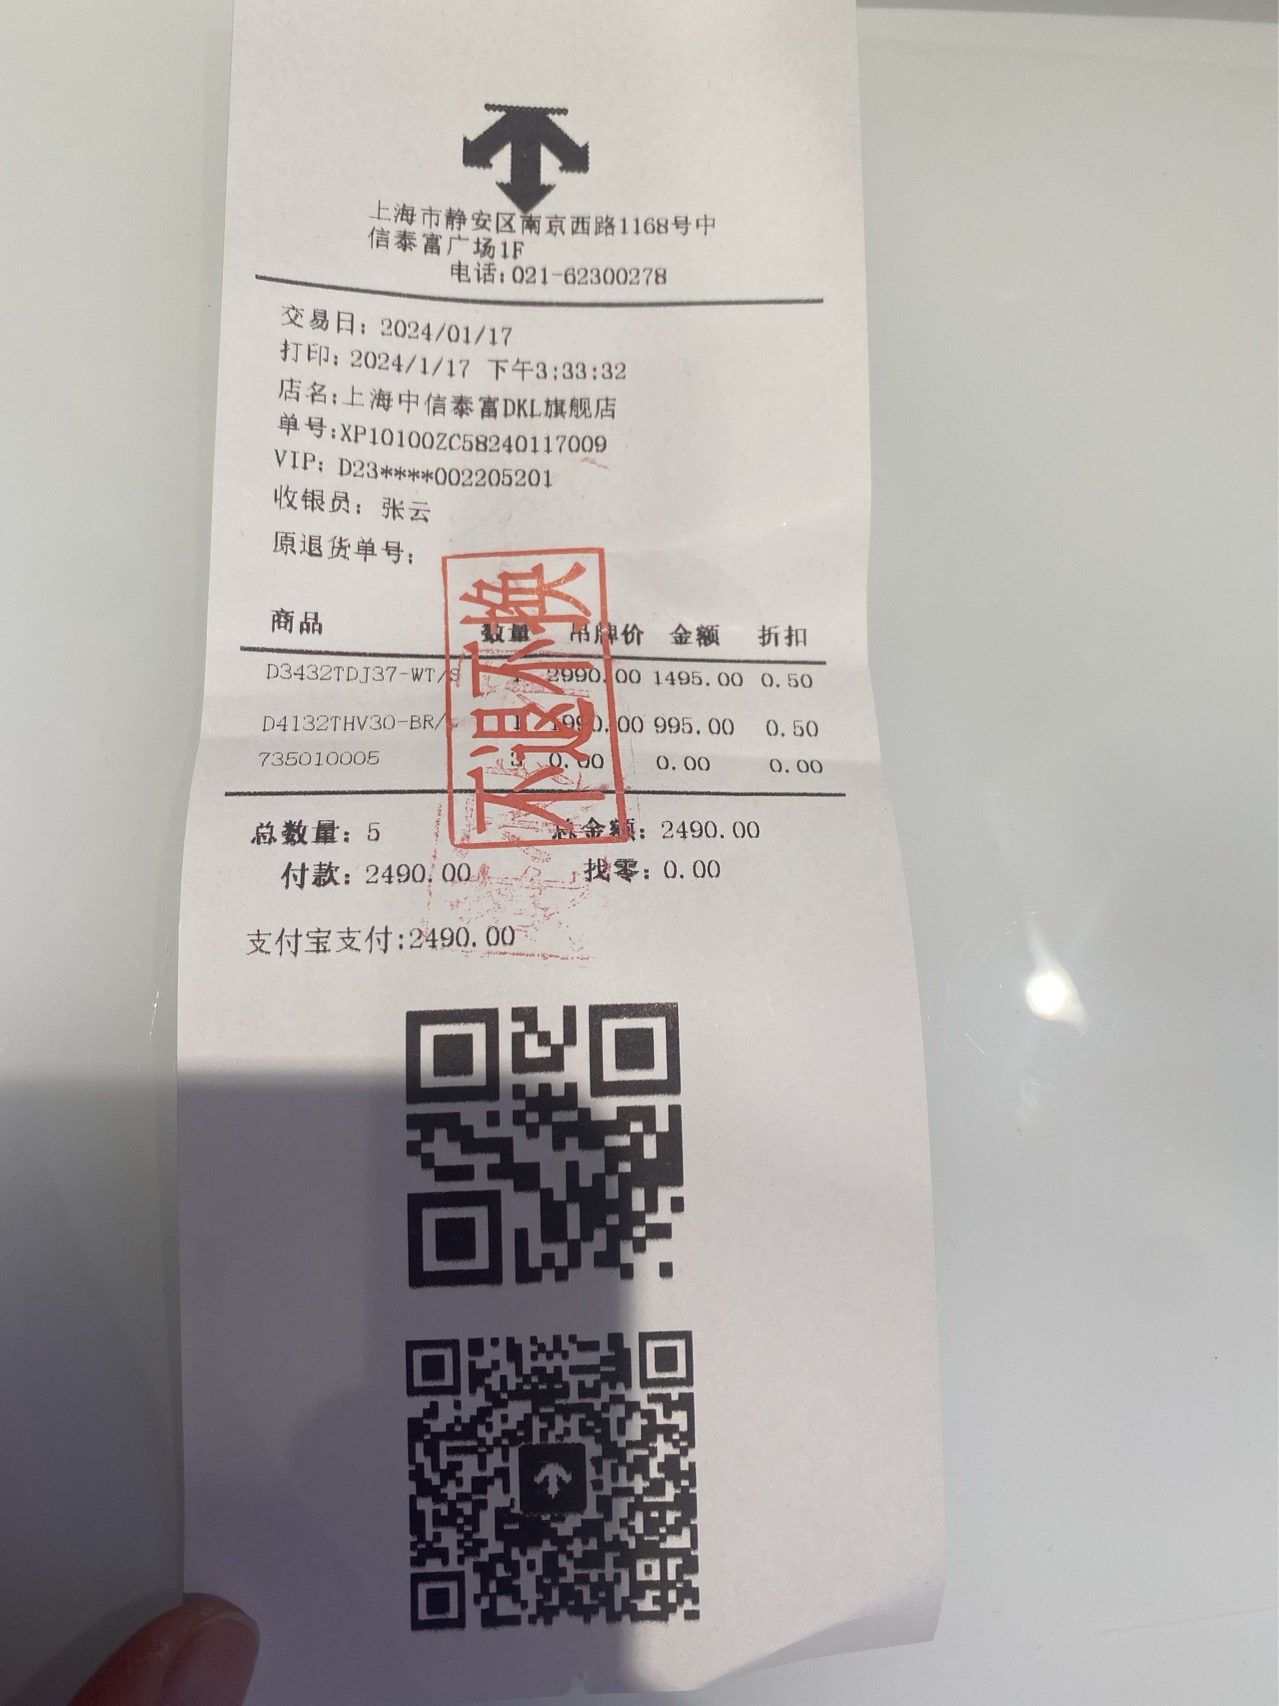 上海市静安区南京西路1168号中
信泰富广场1F
电话:021-62300278
交易日: 2024/01/17
打印: 2024/1/17 下午3:33:32
店名:上海中信泰富DKL旗舰店
单号:XP10100ZC58240117009
VIP: D23****002205201
收银员: 张云
原退货单号:
商品 数量 吊牌价 金额 折扣
D3432TDJ37-WT/S 1 2990.00 1495.00 0.50
D4132THV30-BR/ 1 1990.00 995.00 0.50
735010005 3 0.00 0.00 0.00
不退不换
总数量: 5 总金额: 2490.00
付款: 2490.00 找零: 0.00
支付宝支付:2490.00